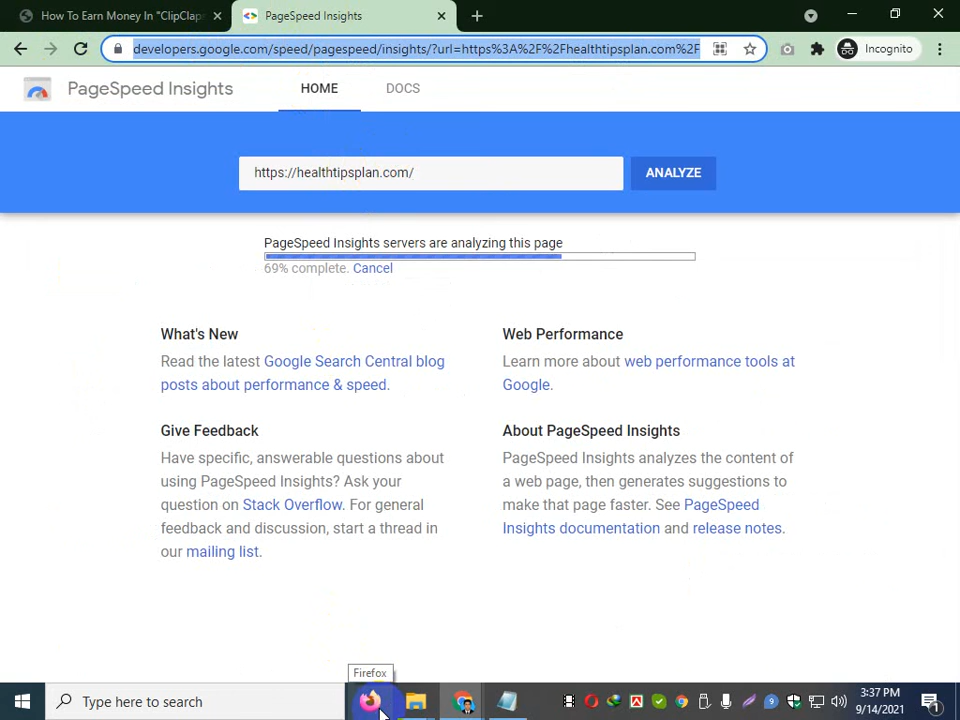 How To Earn Money In "ClipClaps
PageSpeed Insights
developers.google.com/speed/pagespeed/insights/?url=https%3A%2F%2Fhealthtipsplan.com%2F
Incognito
PageSpeed Insights
HOME
DOCS
https://healthtipsplan.com/
ANALYZE
PageSpeed Insights servers are analyzing this page
69% complete. Cancel
What's New
Read the latest Google Search Central blog
posts about performance & speed.
Web Performance
Learn more about web performance tools at
Google.
Give Feedback
Have specific, answerable questions about
using PageSpeed Insights? Ask your
question on Stack Overflow. For general
feedback and discussion, start a thread in
our mailing list.
About PageSpeed Insights
PageSpeed Insights analyzes the content of
a web page, then generates suggestions to
make that page faster. See PageSpeed
Insights documentation and release notes.
Firefox
Type here to search
3:37 PM
9/14/2021